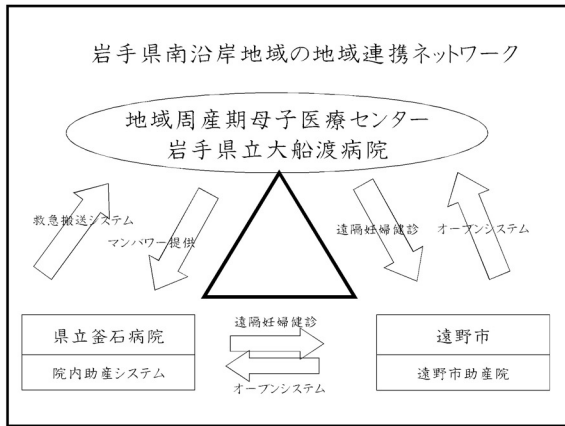 岩手県南沿岸地域の地域連携ネットワーク
地域周産期母子医療センター
岩手県立大船渡病院
救急搬送システム
マンパワー提供
遠隔妊婦健診
オープンシステム
県立釜石病院
院内助産システム
遠隔妊婦健診
オープンシステム
遠野市
遠野市助産院